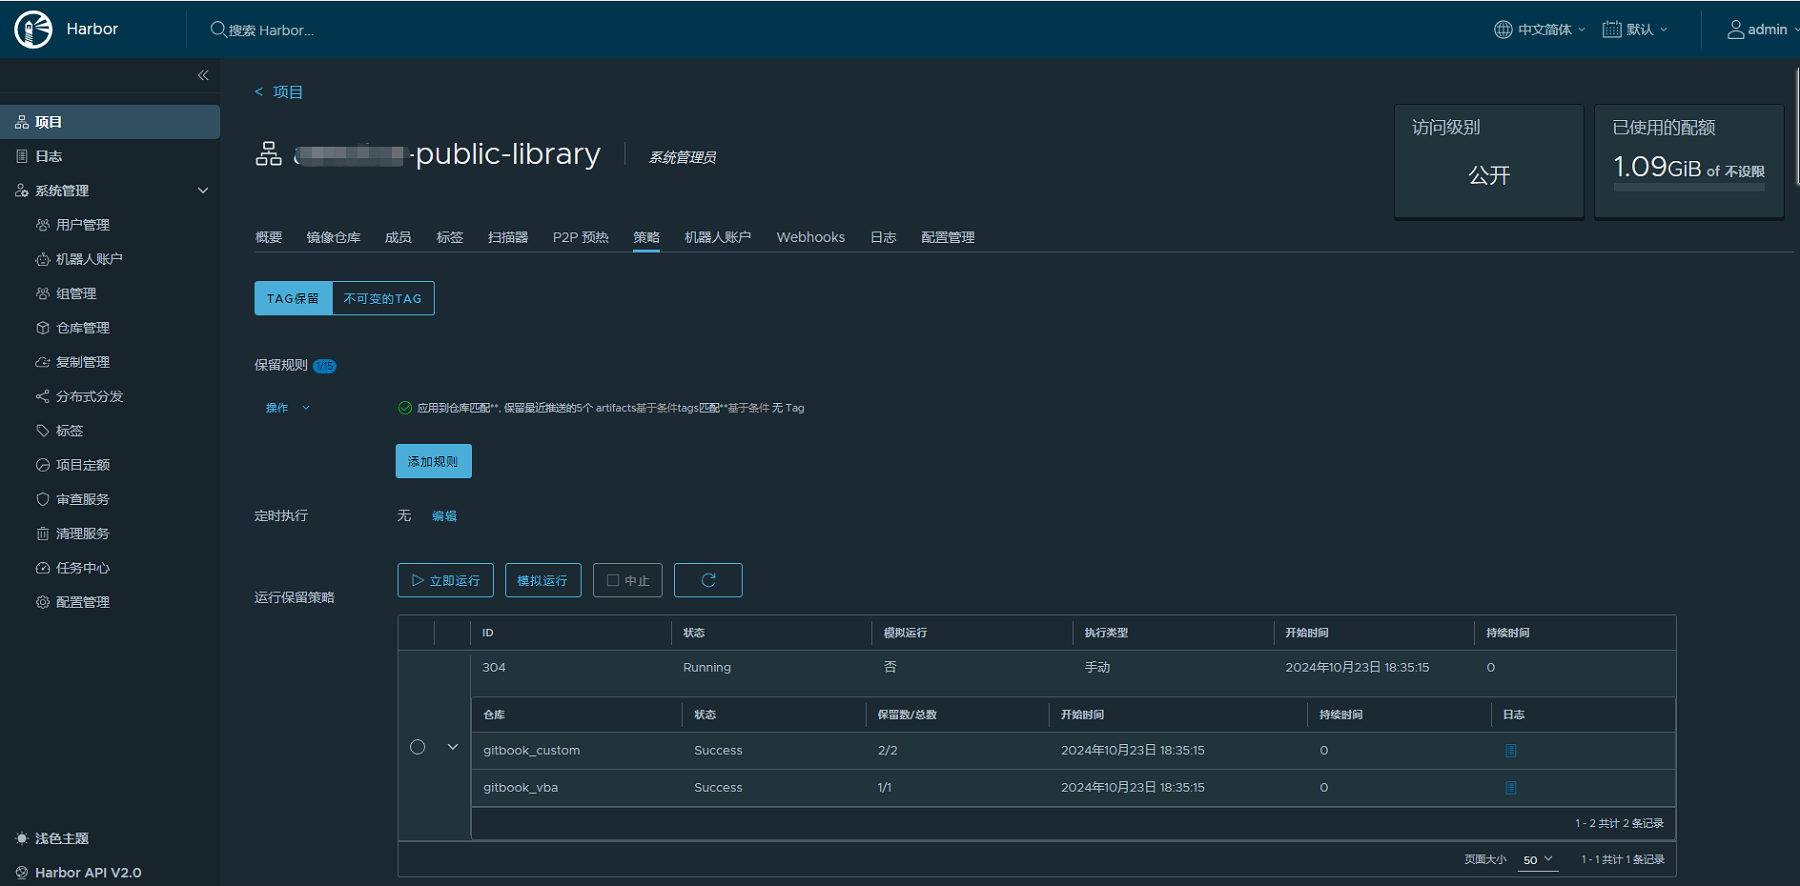 Harbor
搜索 Harbor...
中文简体
默认
admin
项目
日志
系统管理
用户管理
机器人账户
组管理
仓库管理
复制管理
分布式分发
标签
项目定额
审查服务
清理服务
任务中心
配置管理
浅色主题
Harbor API V2.0
< 项目
-public-library
系统管理员
访问级别
公开
已使用的配额
1.09GiB of 不设限
概要 镜像仓库 成员 标签 扫描器 P2P 预热 策略 机器人账户 Webhooks 日志 配置管理
TAG保留 不可变的TAG
保留规则 1/15
操作
应用到仓库匹配**, 保留最近推送的5个 artifacts基于条件tags匹配**基于条件 无 Tag
添加规则
定时执行 无 编辑
运行保留策略
立即运行 模拟运行 中止
ID 状态 模拟运行 执行类型 开始时间 持续时间
304 Running 否 手动 2024年10月23日 18:35:15 0
仓库 状态 保留数/总数 开始时间 持续时间 日志
gitbook_custom Success 2/2 2024年10月23日 18:35:15 0
gitbook_vba Success 1/1 2024年10月23日 18:35:15 0
1 - 2 共计 2 条记录
页面大小 50 1 - 1 共计 1 条记录